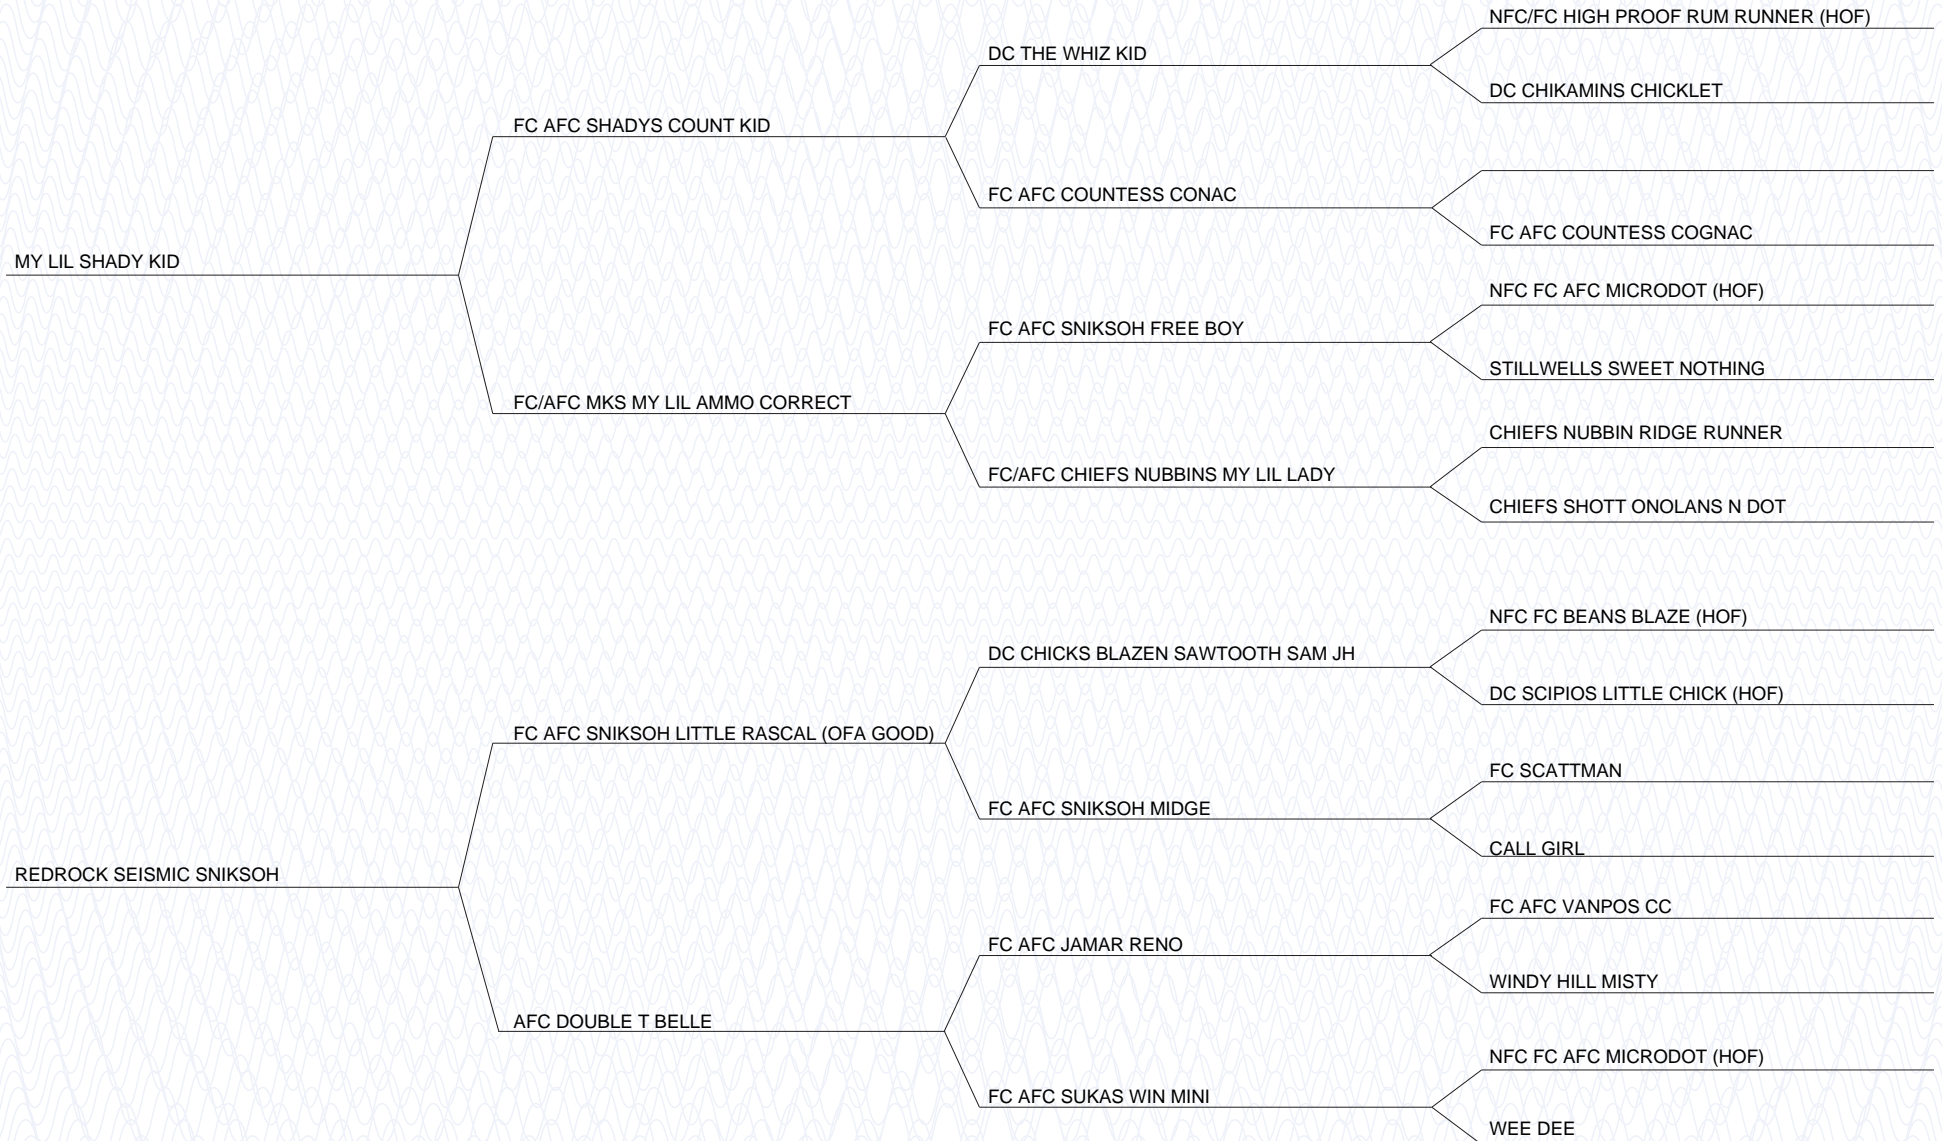 NFC/FC HIGH PROOF RUM RUNNER (HOF)
DC THE WHIZ KID
DC CHIKAMINS CHICKLET
FC AFC SHADYS COUNT KID
FC AFC COUNTESS CONAC
FC AFC COUNTESS COGNAC
MY LIL SHADY KID
NFC FC AFC MICRODOT (HOF)
FC AFC SNIKSOH FREE BOY
STILLWELLS SWEET NOTHING
FC/AFC MKS MY LIL AMMO CORRECT
CHIEFS NUBBIN RIDGE RUNNER
FC/AFC CHIEFS NUBBINS MY LIL LADY
CHIEFS SHOTT ONOLANS N DOT
NFC FC BEANS BLAZE (HOF)
DC CHICKS BLAZEN SAWTOOTH SAM JH
DC SCIPIOS LITTLE CHICK (HOF)
FC AFC SNIKSOH LITTLE RASCAL (OFA GOOD)
FC SCATTMAN
FC AFC SNIKSOH MIDGE
CALL GIRL
REDROCK SEISMIC SNIKSOH
FC AFC VANPOS CC
FC AFC JAMAR RENO
WINDY HILL MISTY
AFC DOUBLE T BELLE
NFC FC AFC MICRODOT (HOF)
FC AFC SUKAS WIN MINI
WEE DEE